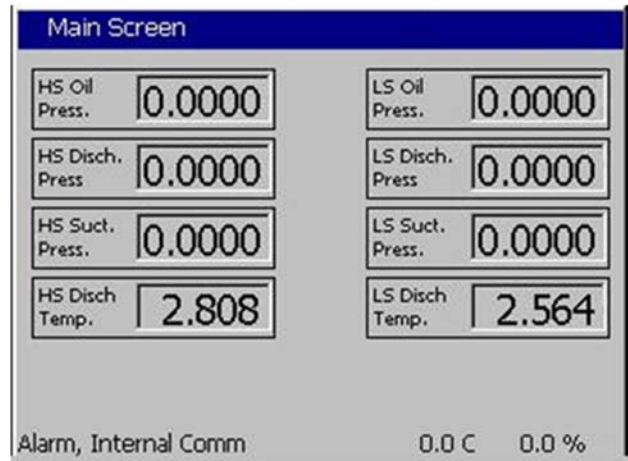 Main Screen
HS Oil
Press.
0.0000
LS Oil
Press.
0.0000
HS Disch.
Press
0.0000
LS Disch.
Press
0.0000
HS Suct.
Press.
0.0000
LS Suct.
Press.
0.0000
HS Disch
Temp.
2.808
LS Disch
Temp.
2.564
Alarm, Internal Comm 0.0 C 0.0 %